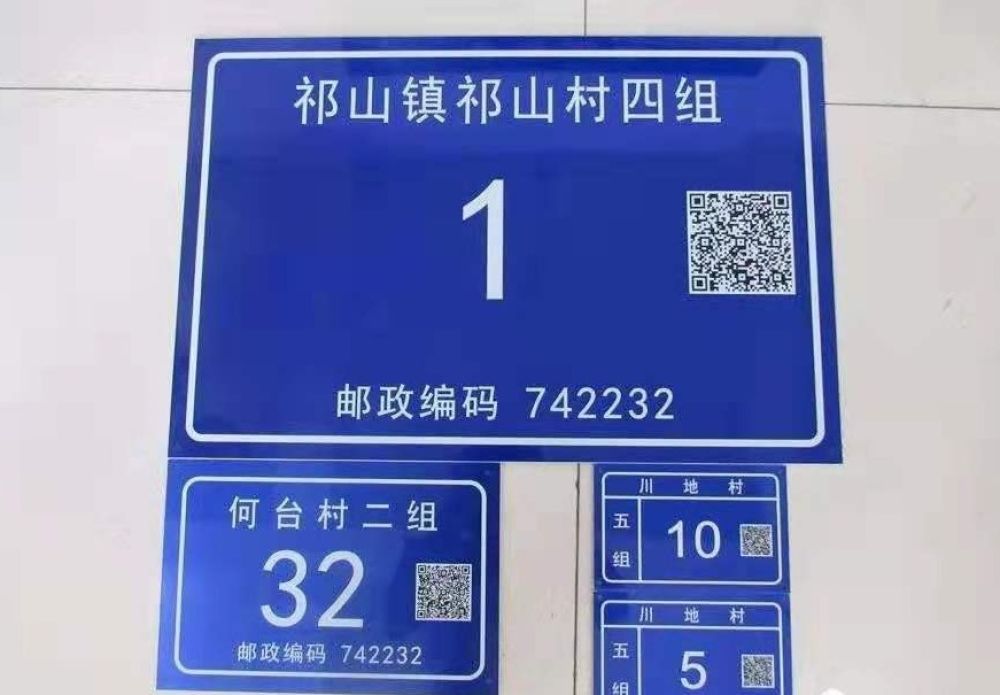 祁山镇祁山村四组
1
邮政编码 742232
何台村二组
32
邮政编码 742232
川地村
五组
10
川地村
五组
5